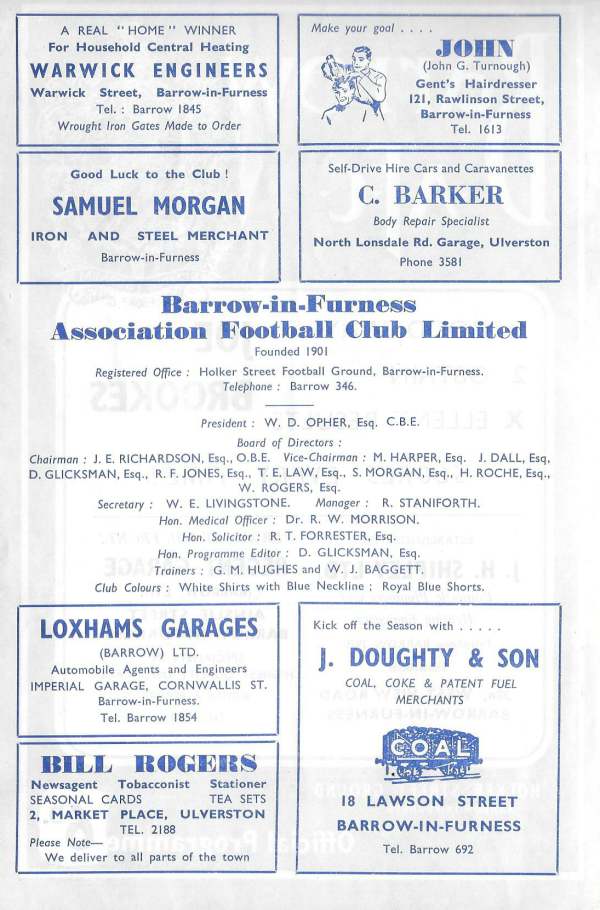 A REAL "HOME" WINNER
For Household Central Heating
WARWICK ENGINEERS
Warwick Street, Barrow-in-Furness
Tel. : Barrow 1845
Wrought Iron Gates Made to Order
Make your goal . . . .
JOHN
(John G. Turnough)
Gent's Hairdresser
121, Rawlinson Street,
Barrow-in-Furness
Tel. 1613
Good Luck to the Club !
SAMUEL MORGAN
IRON AND STEEL MERCHANT
Barrow-in-Furness
Self-Drive Hire Cars and Caravanettes
C. BARKER
Body Repair Specialist
North Lonsdale Rd. Garage, Ulverston
Phone 3581
Barrow-in-Furness
Association Football Club Limited
Founded 1901
Registered Office : Holker Street Football Ground, Barrow-in-Furness.
Telephone : Barrow 346.
President : W. D. OPHER, Esq. C.B.E.
Board of Directors :
Chairman : J. E. RICHARDSON, Esq., O.B.E. Vice-Chairman : M. HARPER, Esq. J. DALL, Esq,
D. GLICKSMAN, Esq., R. F. JONES, Esq., T. E. LAW, Esq., S. MORGAN, Esq., H. ROCHE, Esq.,
W. ROGERS, Esq.
Secretary : W. E. LIVINGSTONE. Manager : R. STANIFORTH.
Hon. Medical Officer : Dr. R. W. MORRISON.
Hon. Solicitor : R. T. FORRESTER, Esq.
Hon. Programme Editor : D. GLICKSMAN, Esq.
Trainers : G. M. HUGHES and W. J. BAGGETT.
Club Colours : White Shirts with Blue Neckline ; Royal Blue Shorts.
LOXHAMS GARAGES
(BARROW) LTD.
Automobile Agents and Engineers
IMPERIAL GARAGE, CORNWALLIS ST.
Barrow-in-Furness.
Tel. Barrow 1854
BILL ROGERS
Newsagent Tobacconist Stationer
SEASONAL CARDS TEA SETS
2, MARKET PLACE, ULVERSTON
TEL. 2188
Please Note—
We deliver to all parts of the town
Kick off the Season with . . . . .
J. DOUGHTY & SON
COAL, COKE & PATENT FUEL
MERCHANTS
COAL
18 LAWSON STREET
BARROW-IN-FURNESS
Tel. Barrow 692